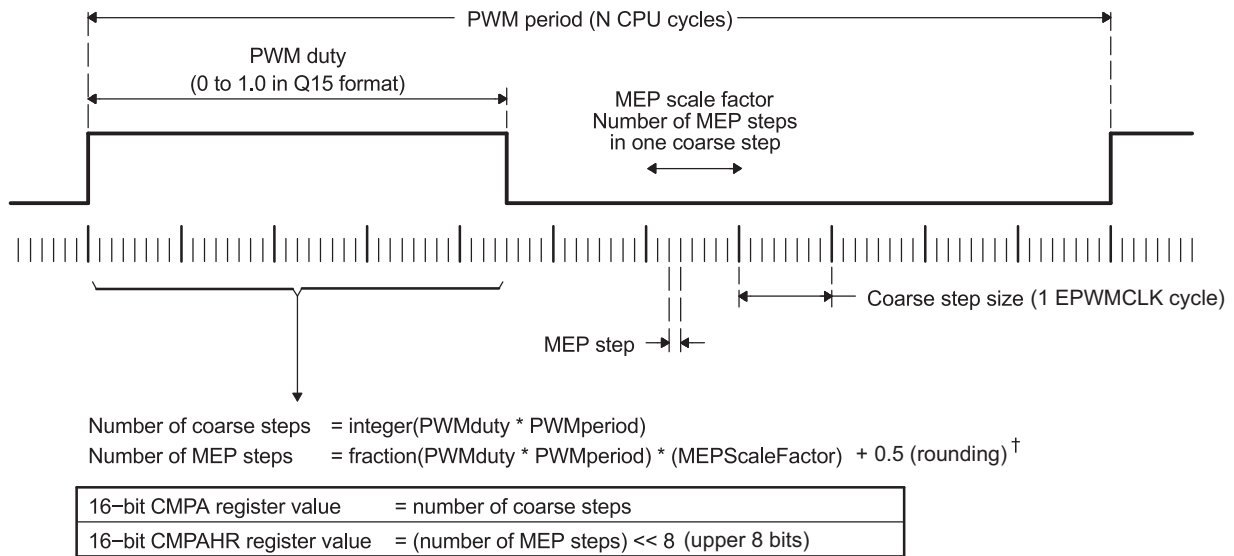 PWM period (N CPU cycles)
PWM duty
(0 to 1.0 in Q15 format)
MEP scale factor
Number of MEP steps
in one coarse step
Coarse step size (1 EPWMCLK cycle)
MEP step
Number of coarse steps = integer(PWMduty * PWMperiod)
Number of MEP steps = fraction(PWMduty * PWMperiod) * (MEPScaleFactor) + 0.5 (rounding)†
16−bit CMPA register value = number of coarse steps
16−bit CMPAHR register value = (number of MEP steps) << 8 (upper 8 bits)